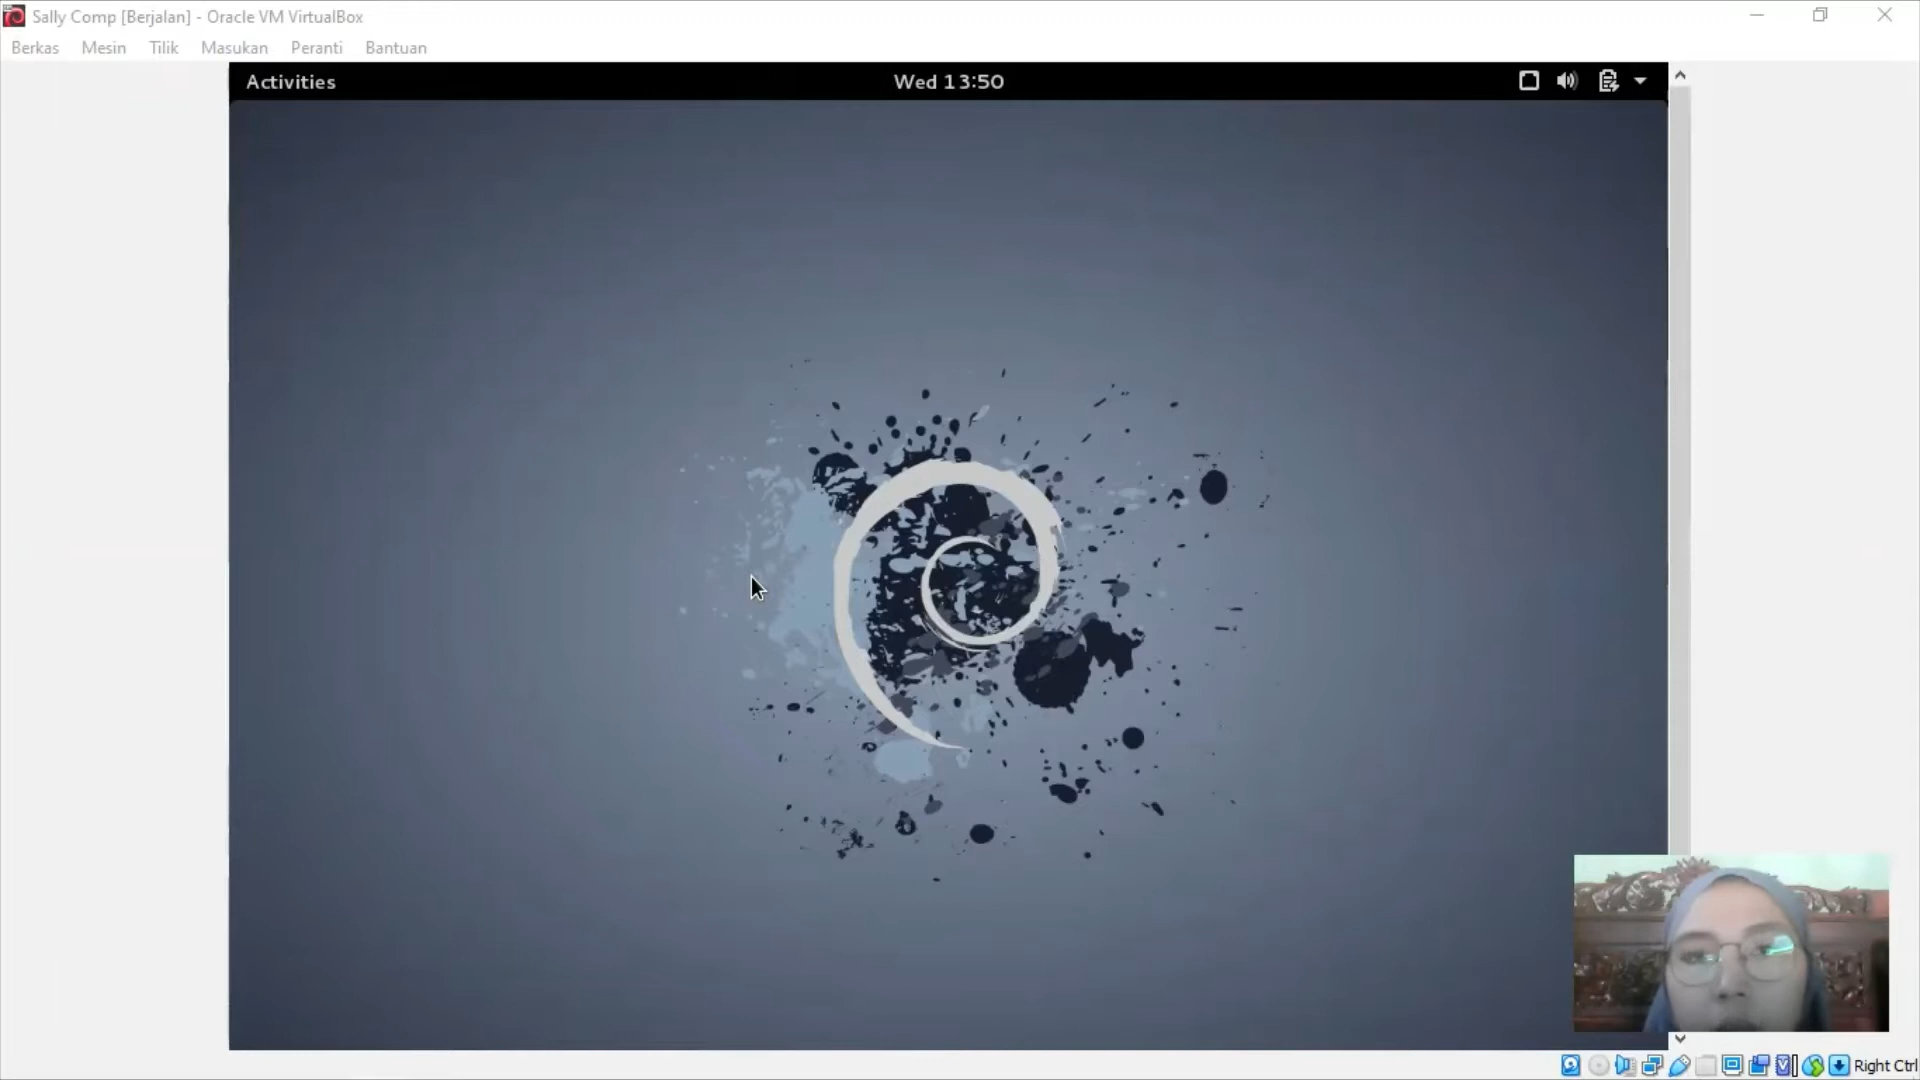 Sally Comp [Berjalan] - Oracle VM VirtualBox
Berkas Mesin Tilik Masukan Peranti Bantuan
Activities Wed 13:50
Right Ctrl